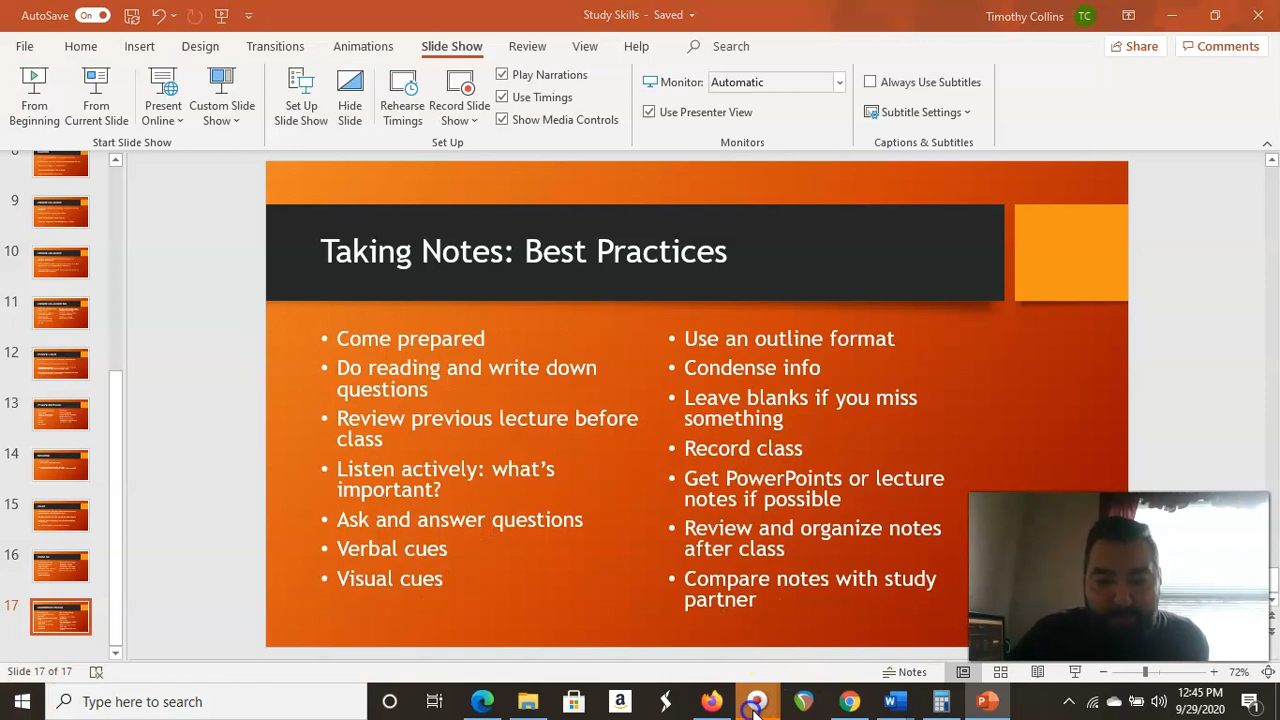 AutoSave On Study Skills - Saved Timothy Collins TC
File Home Insert Design Transitions Animations Slide Show Review View Help Search Share Comments
From Beginning
From Current Slide
Present Online
Custom Slide Show
Set Up Slide Show
Hide Slide
Rehearse Timings
Record Slide Show
Play Narrations
Use Timings
Show Media Controls
Monitor: Automatic
Use Presenter View
Always Use Subtitles
Subtitle Settings
Start Slide Show Set Up Monitors Captions & Subtitles
8
9
10
11
12
13
14
15
16
17
Taking Notes: Best Practices
• Come prepared
• Do reading and write down
questions
• Review previous lecture before
class
• Listen actively: what's
important?
• Ask and answer questions
• Verbal cues
• Visual cues
• Use an outline format
• Condense info
• Leave blanks if you miss
something
• Record class
• Get PowerPoints or lecture
notes if possible
• Review and organize notes
after class
• Compare notes with study
partner
Slide 17 of 17 Notes 72%
Type here to search
12:45 PM
9/29/2020
1